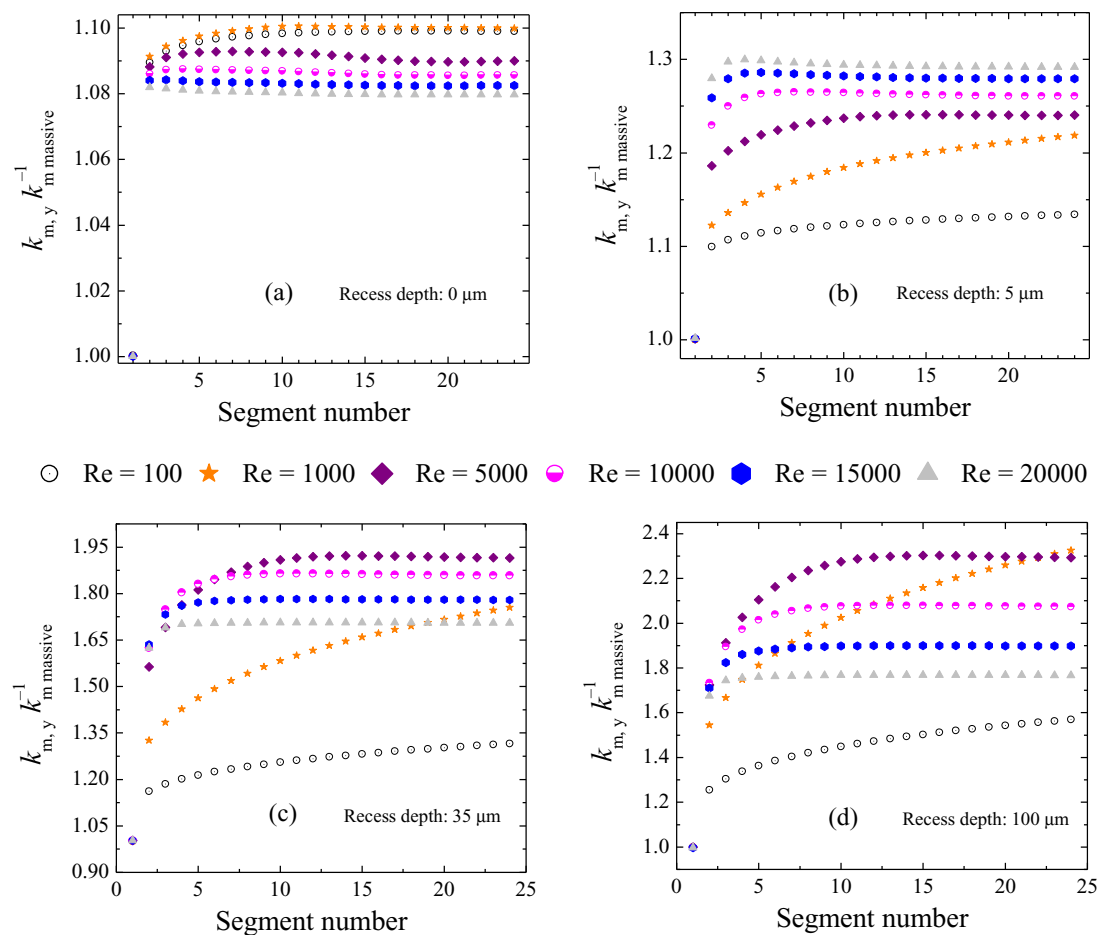 1.10
1.08
1.06
1.04
1.02
1.00
k m, y k −1 m massive
5
10
15
20
Segment number
(a)
Recess depth: 0 µm
1.3
1.2
1.1
1.0
k m, y k −1 m massive
5
10
15
20
Segment number
(b)
Recess depth: 5 µm
Re = 100 Re = 1000 Re = 5000 Re = 10000 Re = 15000 Re = 20000
1.95
1.80
1.65
1.50
1.35
1.20
1.05
0.90
k m, y k −1 m massive
0
5
10
15
20
25
Segment number
(c)
Recess depth: 35 µm
2.4
2.2
2.0
1.8
1.6
1.4
1.2
1.0
k m, y k −1 m massive
0
5
10
15
20
25
Segment number
(d)
Recess depth: 100 µm